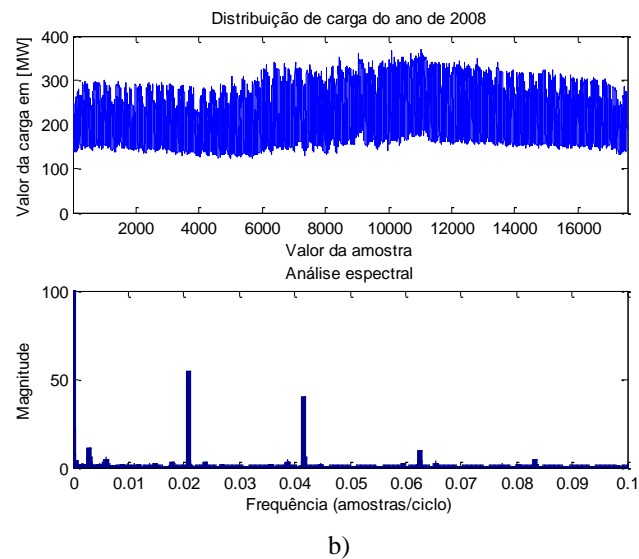 Distribuição de carga do ano de 2008
Valor da carga em [MW]
400
300
200
100
0
2000 4000 6000 8000 10000 12000 14000 16000
Valor da amostra
Análise espectral
Magnitude
100
50
0
0 0.01 0.02 0.03 0.04 0.05 0.06 0.07 0.08 0.09 0.1
Frequência (amostras/ciclo)
b)